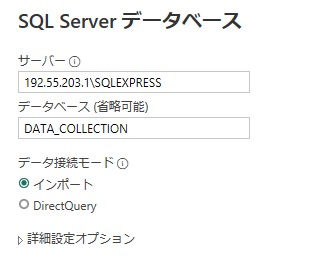 SQL Server データベース
サーバー
192.55.203.1\SQLEXPRESS
データベース (省略可能)
DATA_COLLECTION
データ接続モード
インポート
DirectQuery
詳細設定オプション